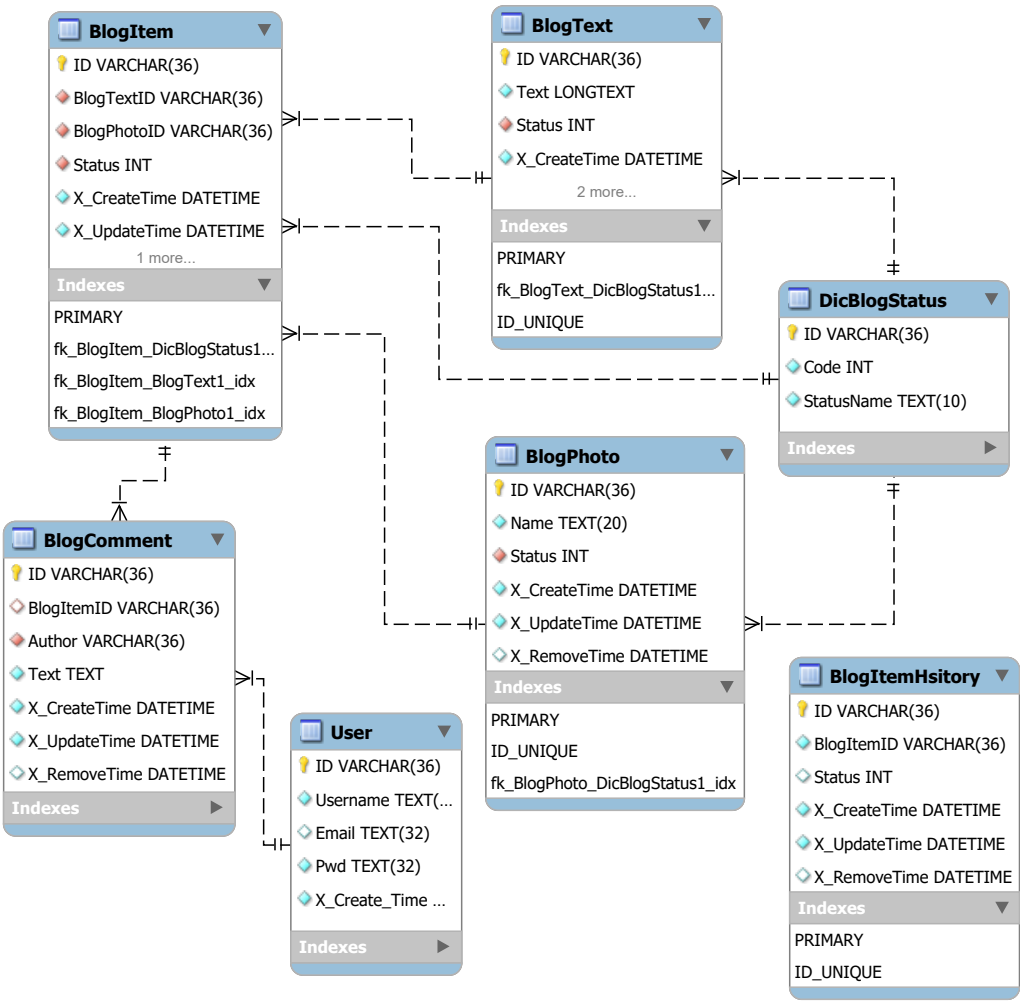 BlogItem
ID VARCHAR(36)
BlogTextID VARCHAR(36)
BlogPhotoID VARCHAR(36)
Status INT
X_CreateTime DATETIME
X_UpdateTime DATETIME
1 more...
Indexes
PRIMARY
fk_BlogItem_DicBlogStatus1...
fk_BlogItem_BlogText1_idx
fk_BlogItem_BlogPhoto1_idx
BlogText
ID VARCHAR(36)
Text LONGTEXT
Status INT
X_CreateTime DATETIME
2 more...
Indexes
PRIMARY
fk_BlogText_DicBlogStatus1...
ID_UNIQUE
DicBlogStatus
ID VARCHAR(36)
Code INT
StatusName TEXT(10)
Indexes
BlogPhoto
ID VARCHAR(36)
Name TEXT(20)
Status INT
X_CreateTime DATETIME
X_UpdateTime DATETIME
X_RemoveTime DATETIME
Indexes
PRIMARY
ID_UNIQUE
fk_BlogPhoto_DicBlogStatus1_idx
BlogComment
ID VARCHAR(36)
BlogItemID VARCHAR(36)
Author VARCHAR(36)
Text TEXT
X_CreateTime DATETIME
X_UpdateTime DATETIME
X_RemoveTime DATETIME
Indexes
User
ID VARCHAR(36)
Username TEXT(...
Email TEXT(32)
Pwd TEXT(32)
X_Create_Time ...
Indexes
BlogItemHsitory
ID VARCHAR(36)
BlogItemID VARCHAR(36)
Status INT
X_CreateTime DATETIME
X_UpdateTime DATETIME
X_RemoveTime DATETIME
Indexes
PRIMARY
ID_UNIQUE